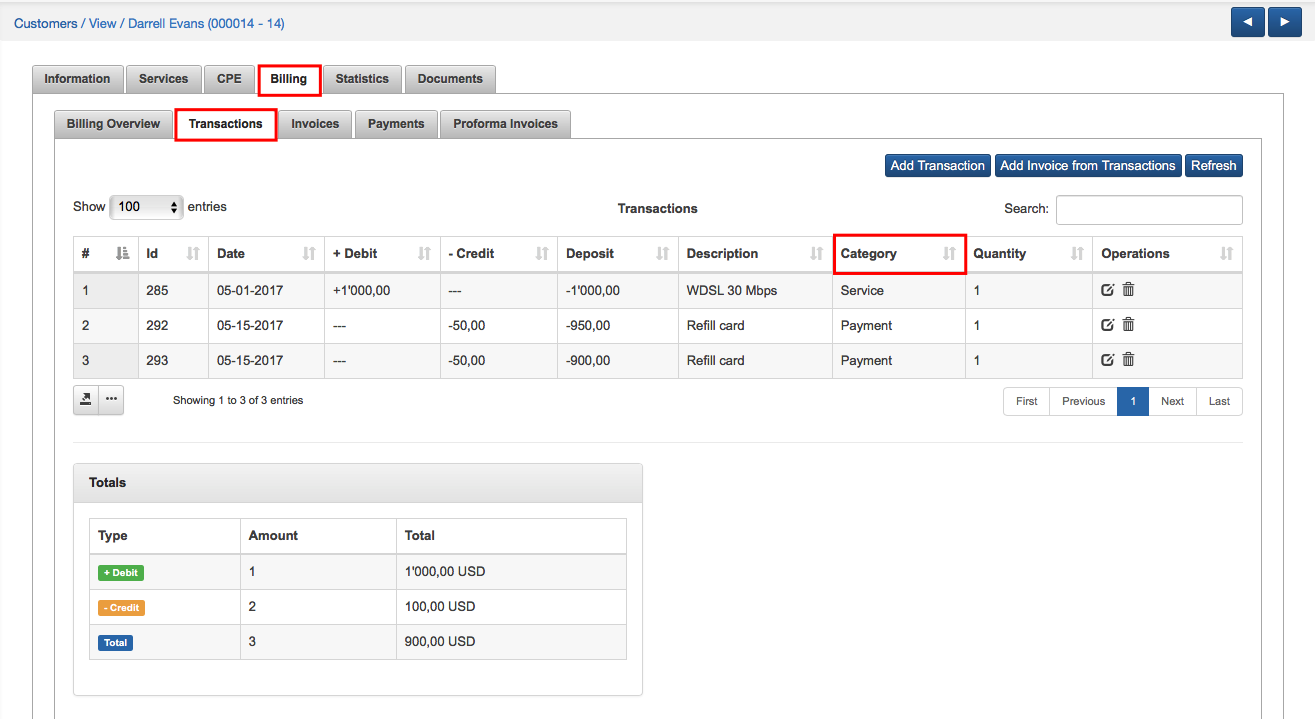 Customers / View / Darrell Evans (000014 - 14)
Information Services CPE Billing Statistics Documents
Billing Overview Transactions Invoices Payments Proforma Invoices
Add Transaction Add Invoice from Transactions Refresh
Show 100 entries Transactions Search:
# Id Date + Debit - Credit Deposit Description Category Quantity Operations
1 285 05-01-2017 +1'000,00 --- -1'000,00 WDSL 30 Mbps Service 1
2 292 05-15-2017 --- -50,00 -950,00 Refill card Payment 1
3 293 05-15-2017 --- -50,00 -900,00 Refill card Payment 1
Showing 1 to 3 of 3 entries First Previous 1 Next Last
Totals
Type Amount Total
+ Debit 1 1'000,00 USD
- Credit 2 100,00 USD
Total 3 900,00 USD